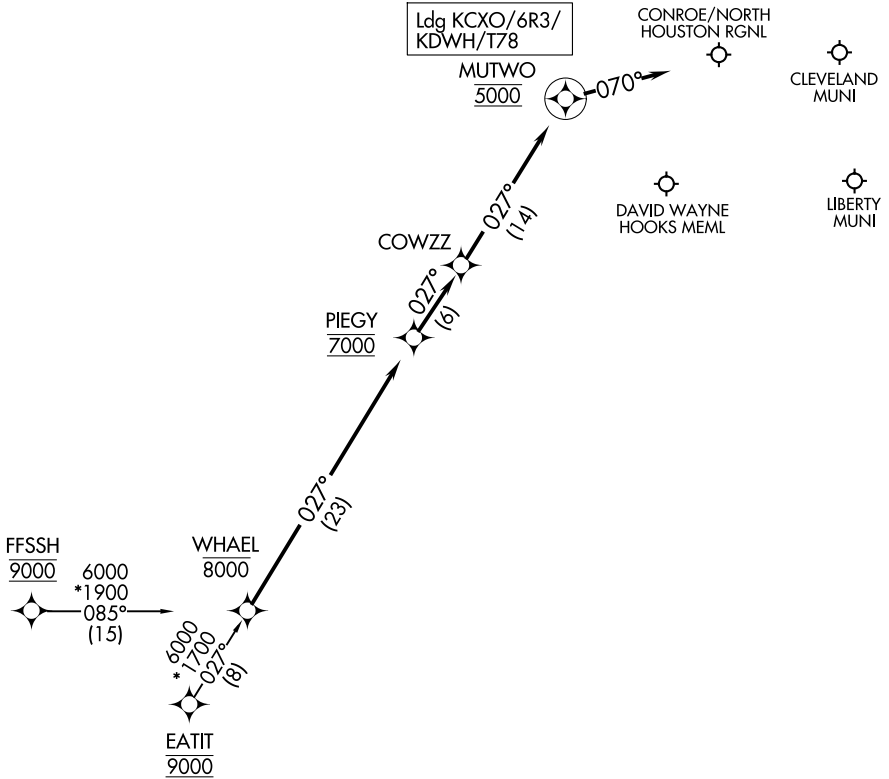 Ldg KCXO/6R3/
KDWH/T78
CONROE/NORTH
HOUSTON RGNL
CLEVELAND
MUNI
MUTWO
5000
070°
DAVID WAYNE
HOOKS MEML
LIBERTY
MUNI
027°
(14)
COWZZ
027°
(6)
PIEGY
7000
027°
(23)
FFSSH
9000
6000
*1900
085°
(15)
WHAEL
8000
6000
*1700
027°
(8)
EATIT
9000